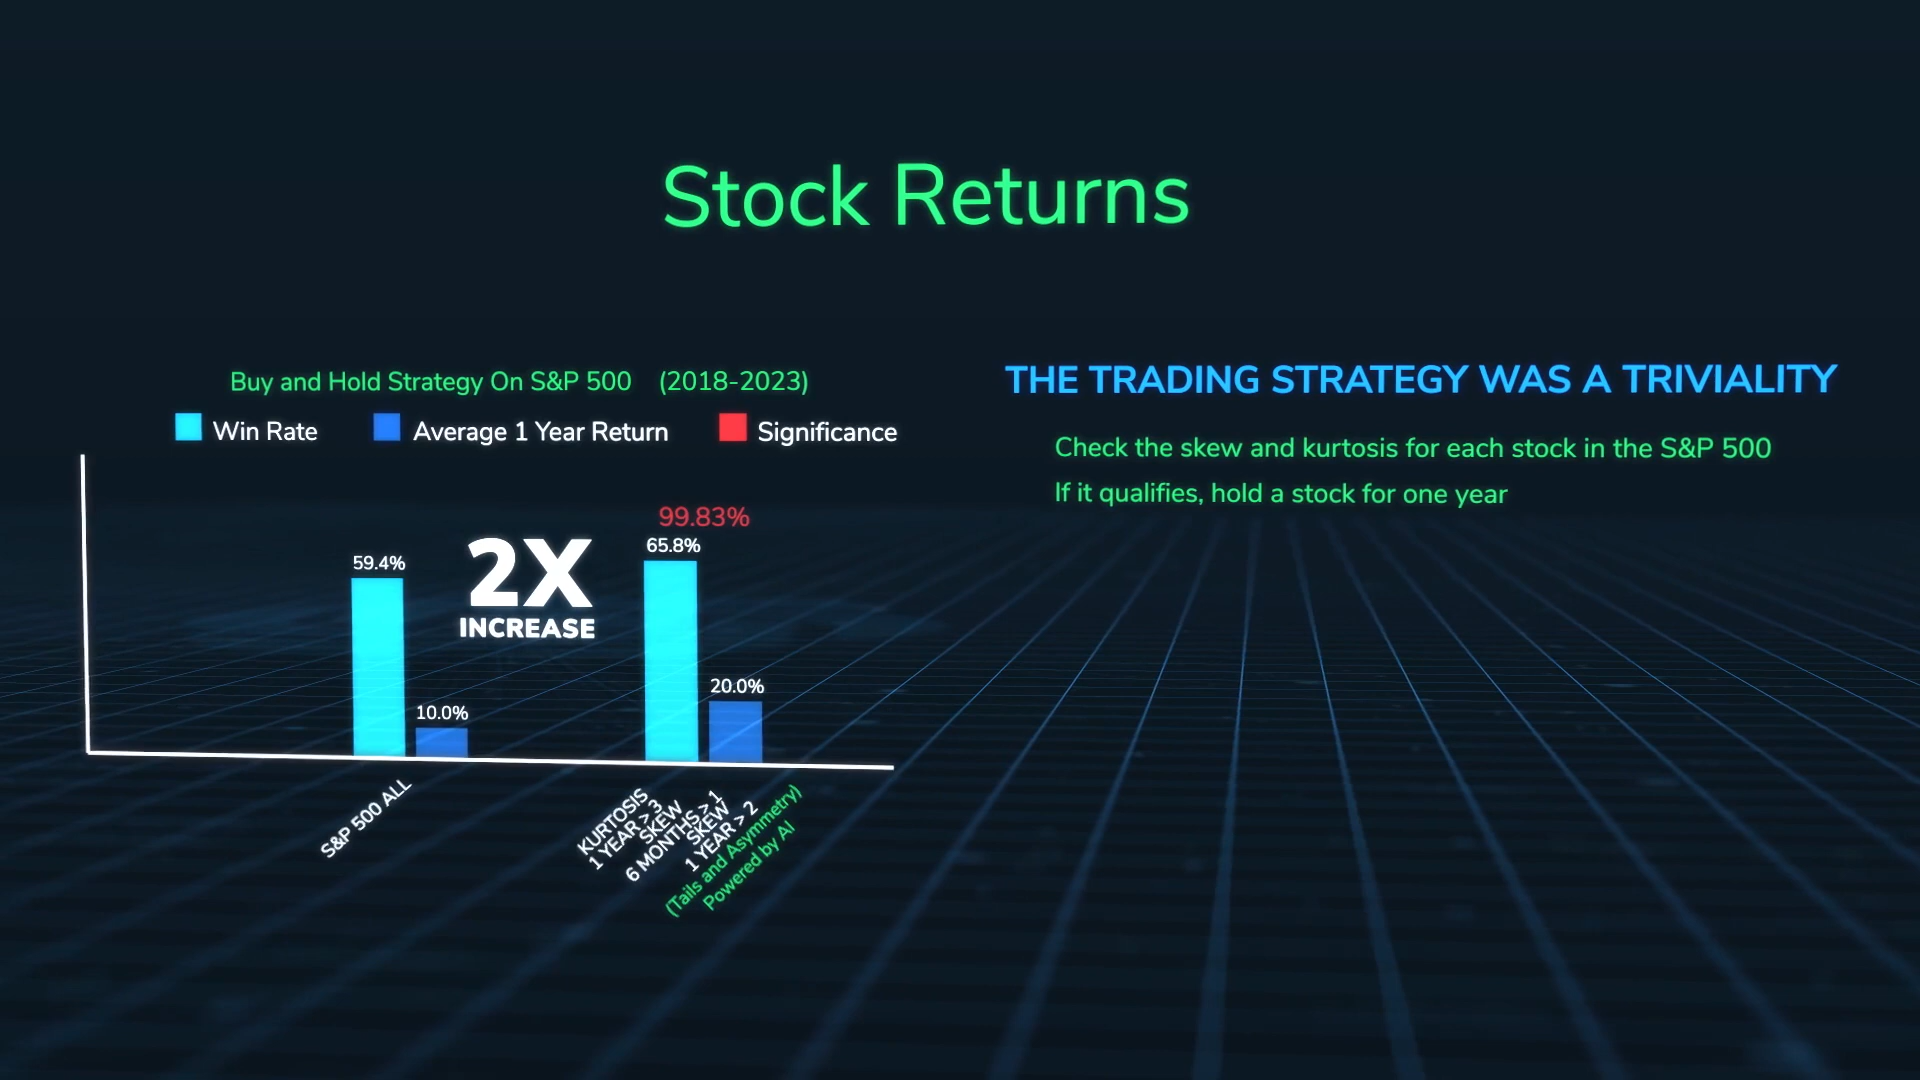 Stock Returns
Buy and Hold Strategy On S&P 500 (2018-2023)
Win Rate
Average 1 Year Return
Significance
59.4%
10.0%
2X
INCREASE
99.83%
65.8%
20.0%
S&P 500 ALL
KURTOSIS
1 YEAR > 3
SKEW
6 MONTHS > 1
SKEW
1 YEAR > 2
(Tails and Asymmetry)
Powered by AI
THE TRADING STRATEGY WAS A TRIVIALITY
Check the skew and kurtosis for each stock in the S&P 500
If it qualifies, hold a stock for one year